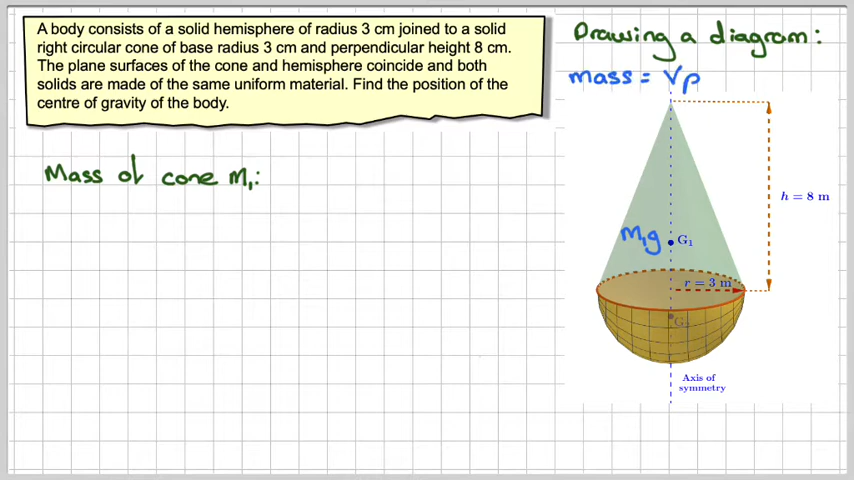 A body consists of a solid hemisphere of radius 3 cm joined to a solid
right circular cone of base radius 3 cm and perpendicular height 8 cm.
The plane surfaces of the cone and hemisphere coincide and both
solids are made of the same uniform material. Find the position of the
centre of gravity of the body.
Drawing a diagram:
mass = Vρ
Mass of cone M₁:
h = 8 m
M₁g
G₁
r = 3 m
G₂
Axis of
symmetry